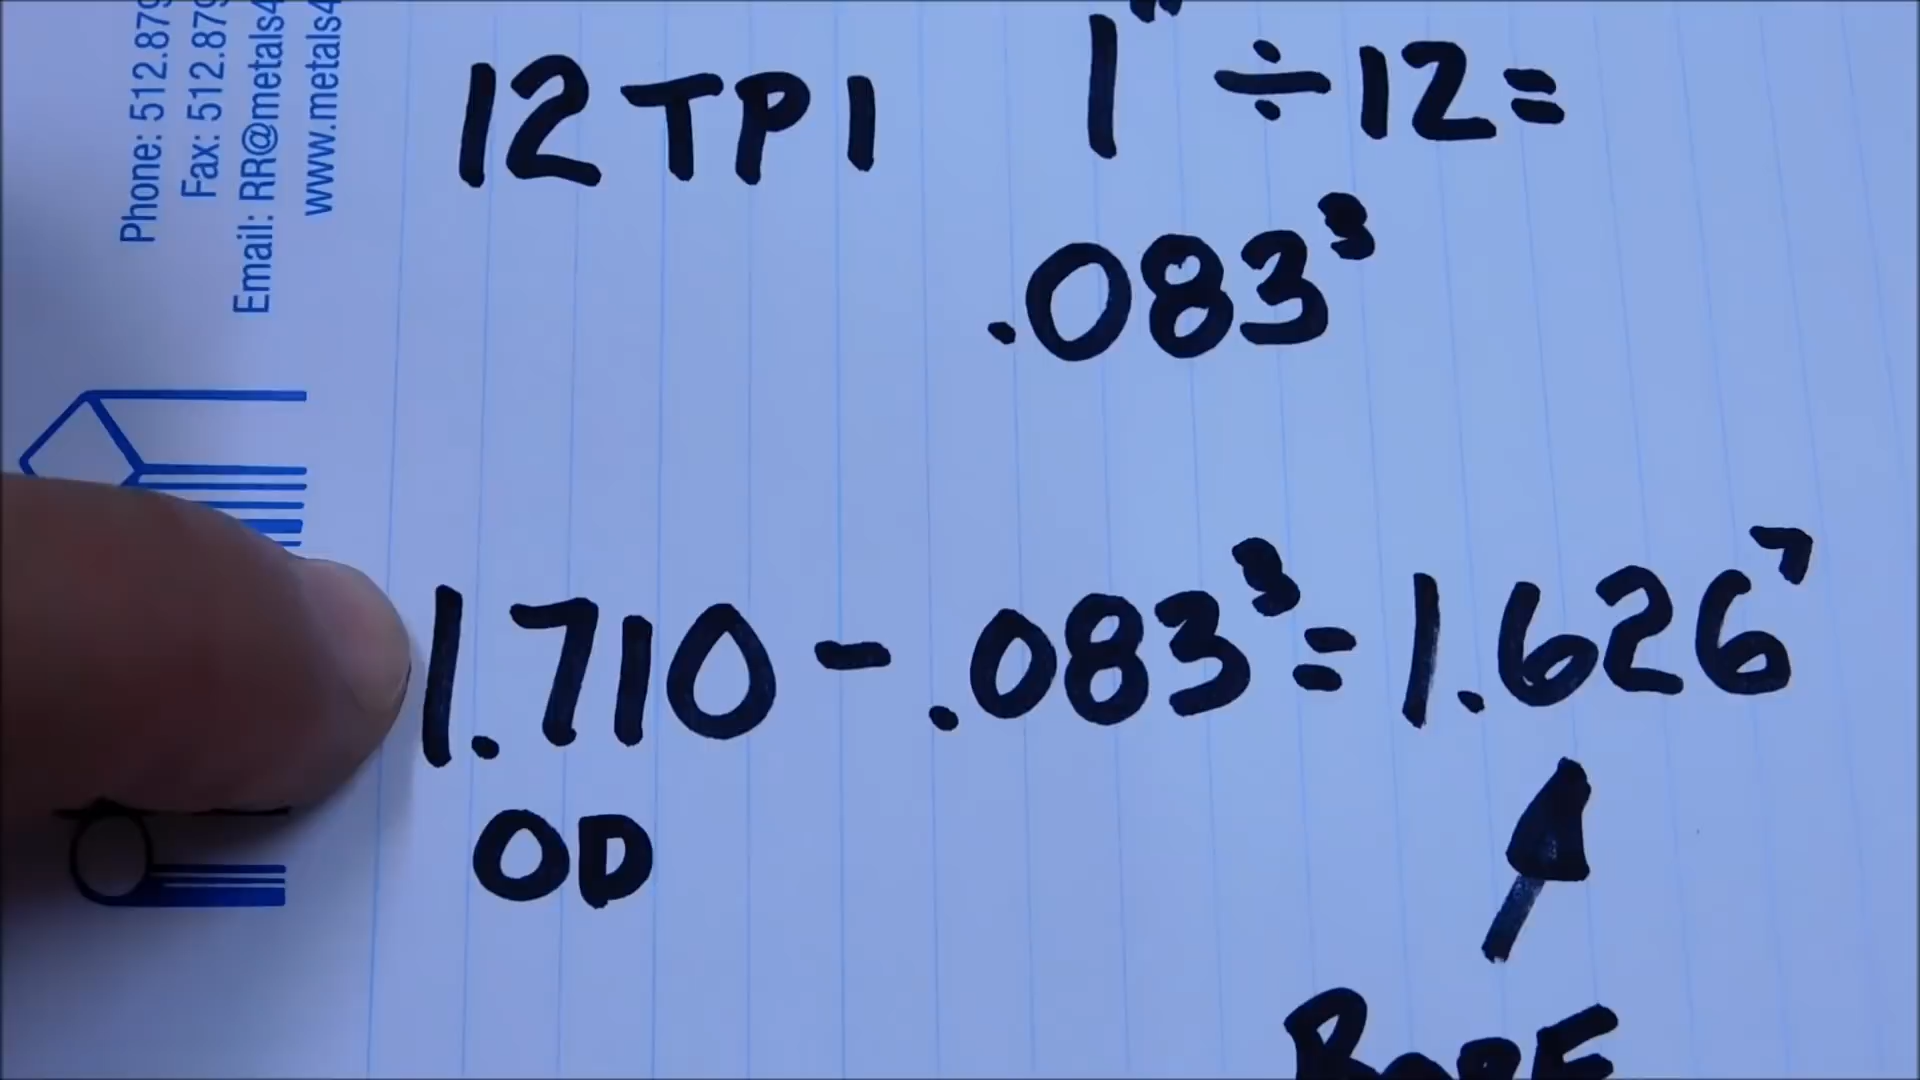 12 TPI
1" ÷ 12 =
.083³
1.710 - .083³ = 1.626⁷
OD
BORE
Phone: 512.879
Fax: 512.879
Email: RR@metals4
www.metals4